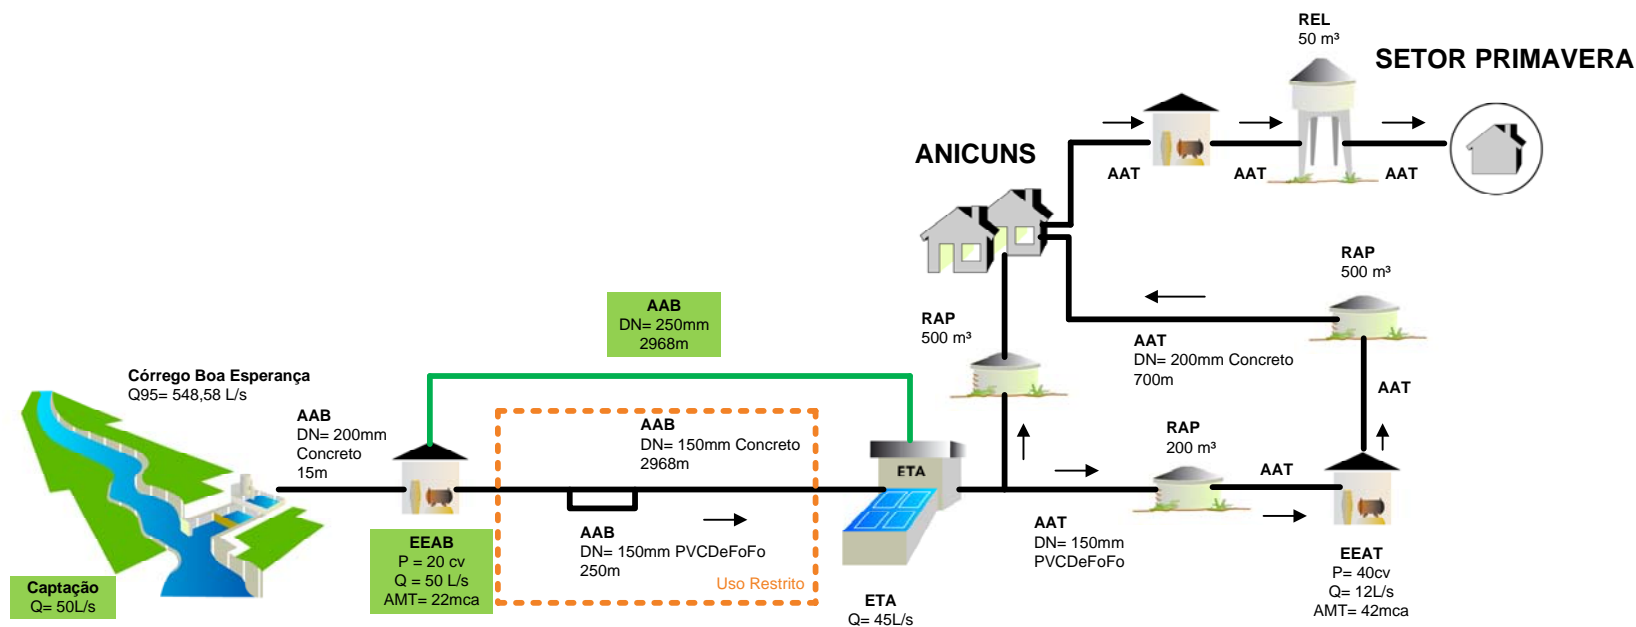 REL
50 m³
SETOR PRIMAVERA
ANICUNS
AAT
AAT
AAT
RAP
500 m³
AAB
DN= 250mm
2968m
RAP
500 m³
AAT
DN= 200mm Concreto
700m
Córrego Boa Esperança
Q95= 548,58 L/s
AAB
DN= 200mm
Concreto
15m
AAB
DN= 150mm Concreto
2968m
AAT
RAP
200 m³
ETA
AAT
AAB
DN= 150mm PVCDeFoFo
250m
Uso Restrito
AAT
DN= 150mm
PVCDeFoFo
EEAB
P = 20 cv
Q = 50 L/s
AMT= 22mca
EEAT
P= 40cv
Q= 12L/s
AMT= 42mca
Captação
Q= 50L/s
ETA
Q= 45L/s